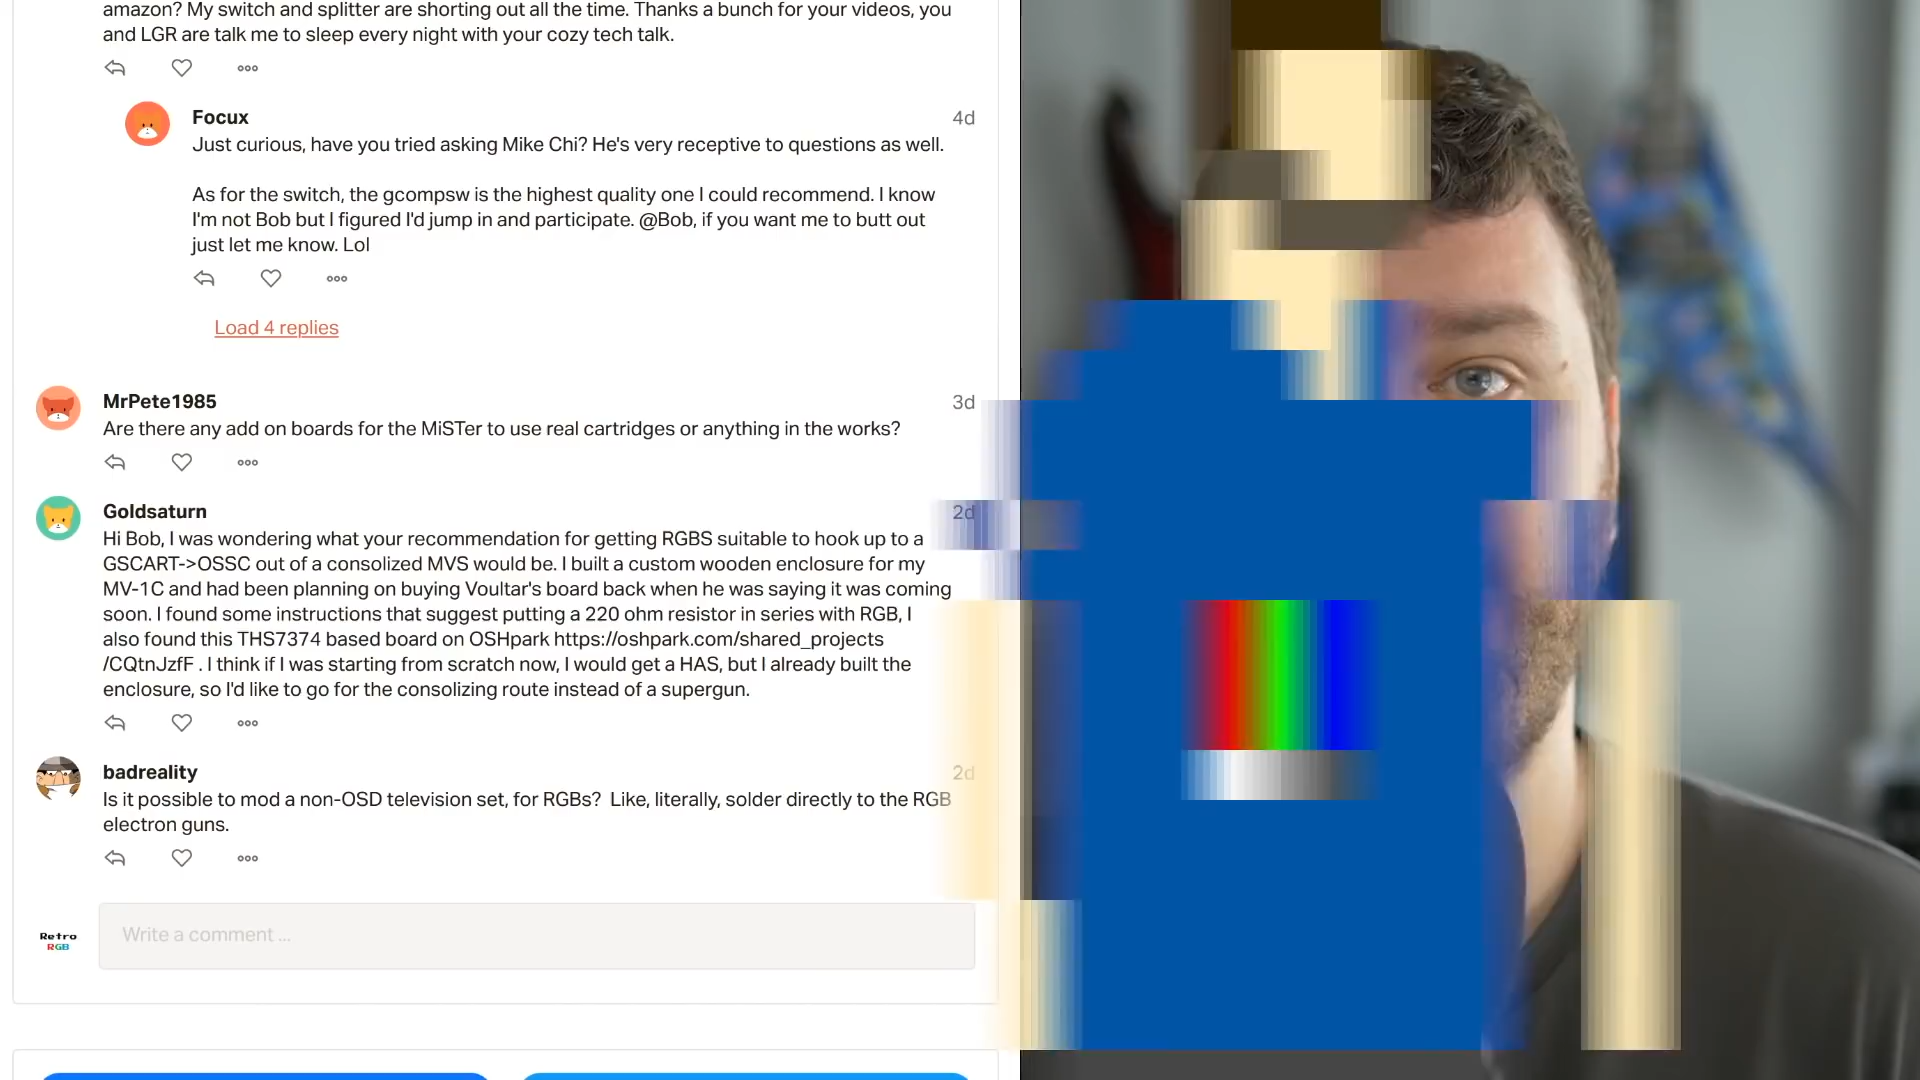 amazon? My switch and splitter are shorting out all the time. Thanks a bunch for your videos, you
and LGR are talk me to sleep every night with your cozy tech talk.
Focux
4d
Just curious, have you tried asking Mike Chi? He's very receptive to questions as well.
As for the switch, the gcompsw is the highest quality one I could recommend. I know
I'm not Bob but I figured I'd jump in and participate. @Bob, if you want me to butt out
just let me know. Lol
Load 4 replies
MrPete1985
3d
Are there any add on boards for the MiSTer to use real cartridges or anything in the works?
Goldsaturn
2d
Hi Bob, I was wondering what your recommendation for getting RGBS suitable to hook up to a
GSCART->OSSC out of a consolized MVS would be. I built a custom wooden enclosure for my
MV-1C and had been planning on buying Voultar's board back when he was saying it was coming
soon. I found some instructions that suggest putting a 220 ohm resistor in series with RGB, I
also found this THS7374 based board on OSHpark https://oshpark.com/shared_projects
/CQtnJzfF . I think if I was starting from scratch now, I would get a HAS, but I already built the
enclosure, so I'd like to go for the consolizing route instead of a supergun.
badreality
2d
Is it possible to mod a non-OSD television set, for RGBs?  Like, literally, solder directly to the RGB
electron guns.
Retro
RGB
Write a comment ...